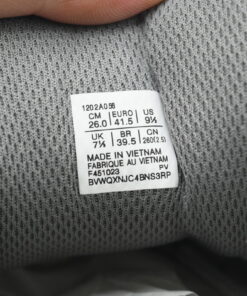 1202A056
CM EURO US
26.0 41.5 9½
UK BR CN
7½ 39.5 260(2.5)
MADE IN VIETNAM
FABRIQUE AU VIETNAM
F451023 PV
BVWQXNJC4BNS3RP